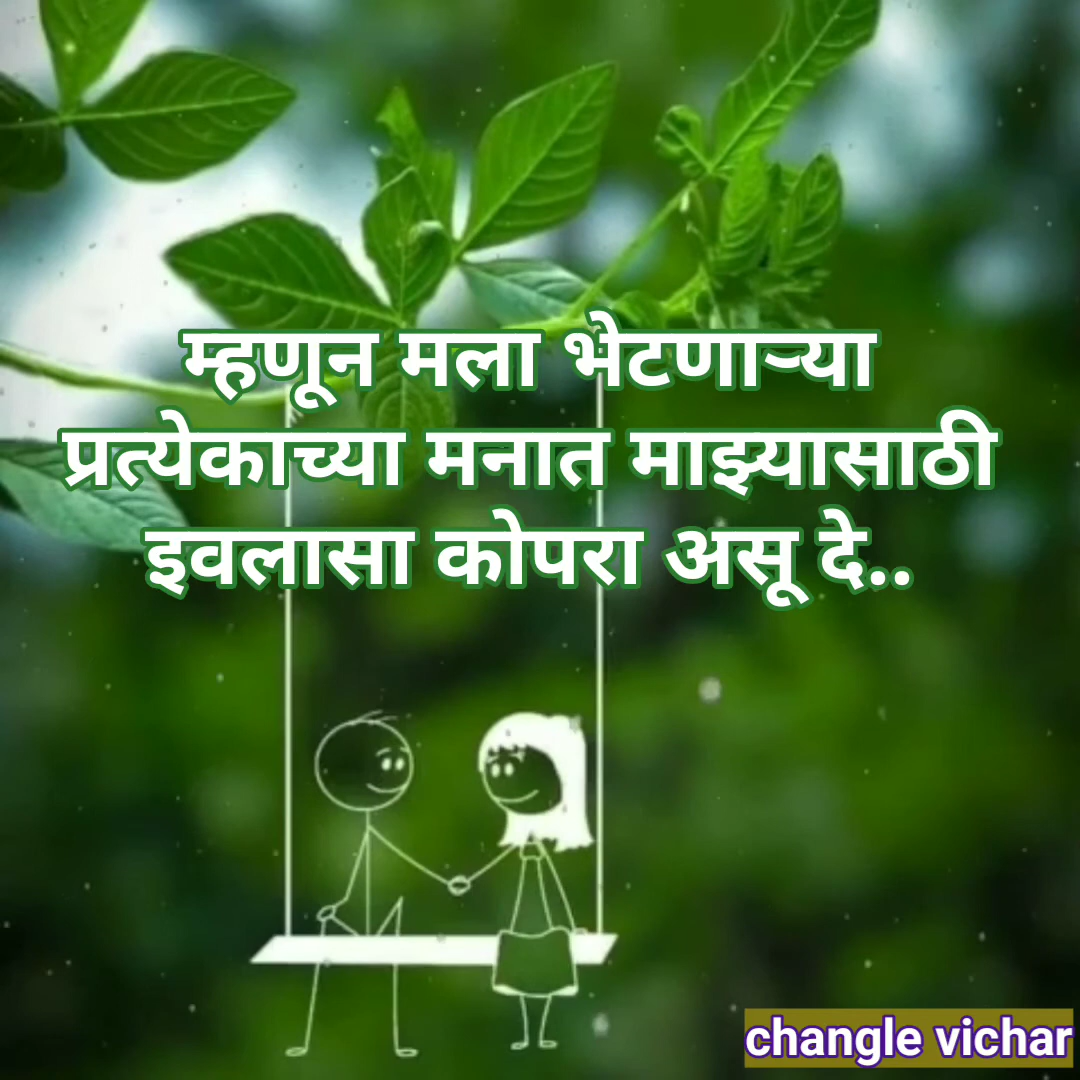 म्हणून मला भेटणाऱ्या
प्रत्येकाच्या मनात माझ्यासाठी
इवलासा कोपरा असू दे..
changle vichar